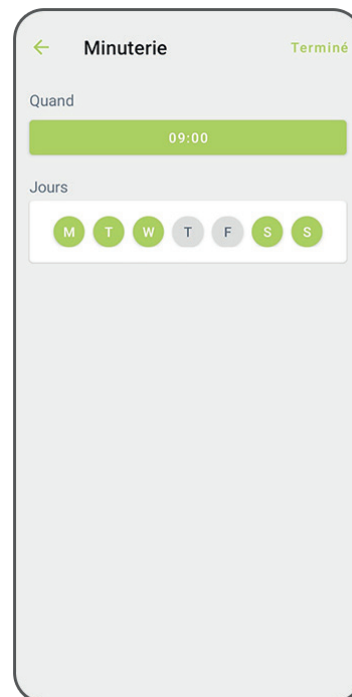 Minuterie Terminé
Quand
09:00
Jours
M T W T F S S